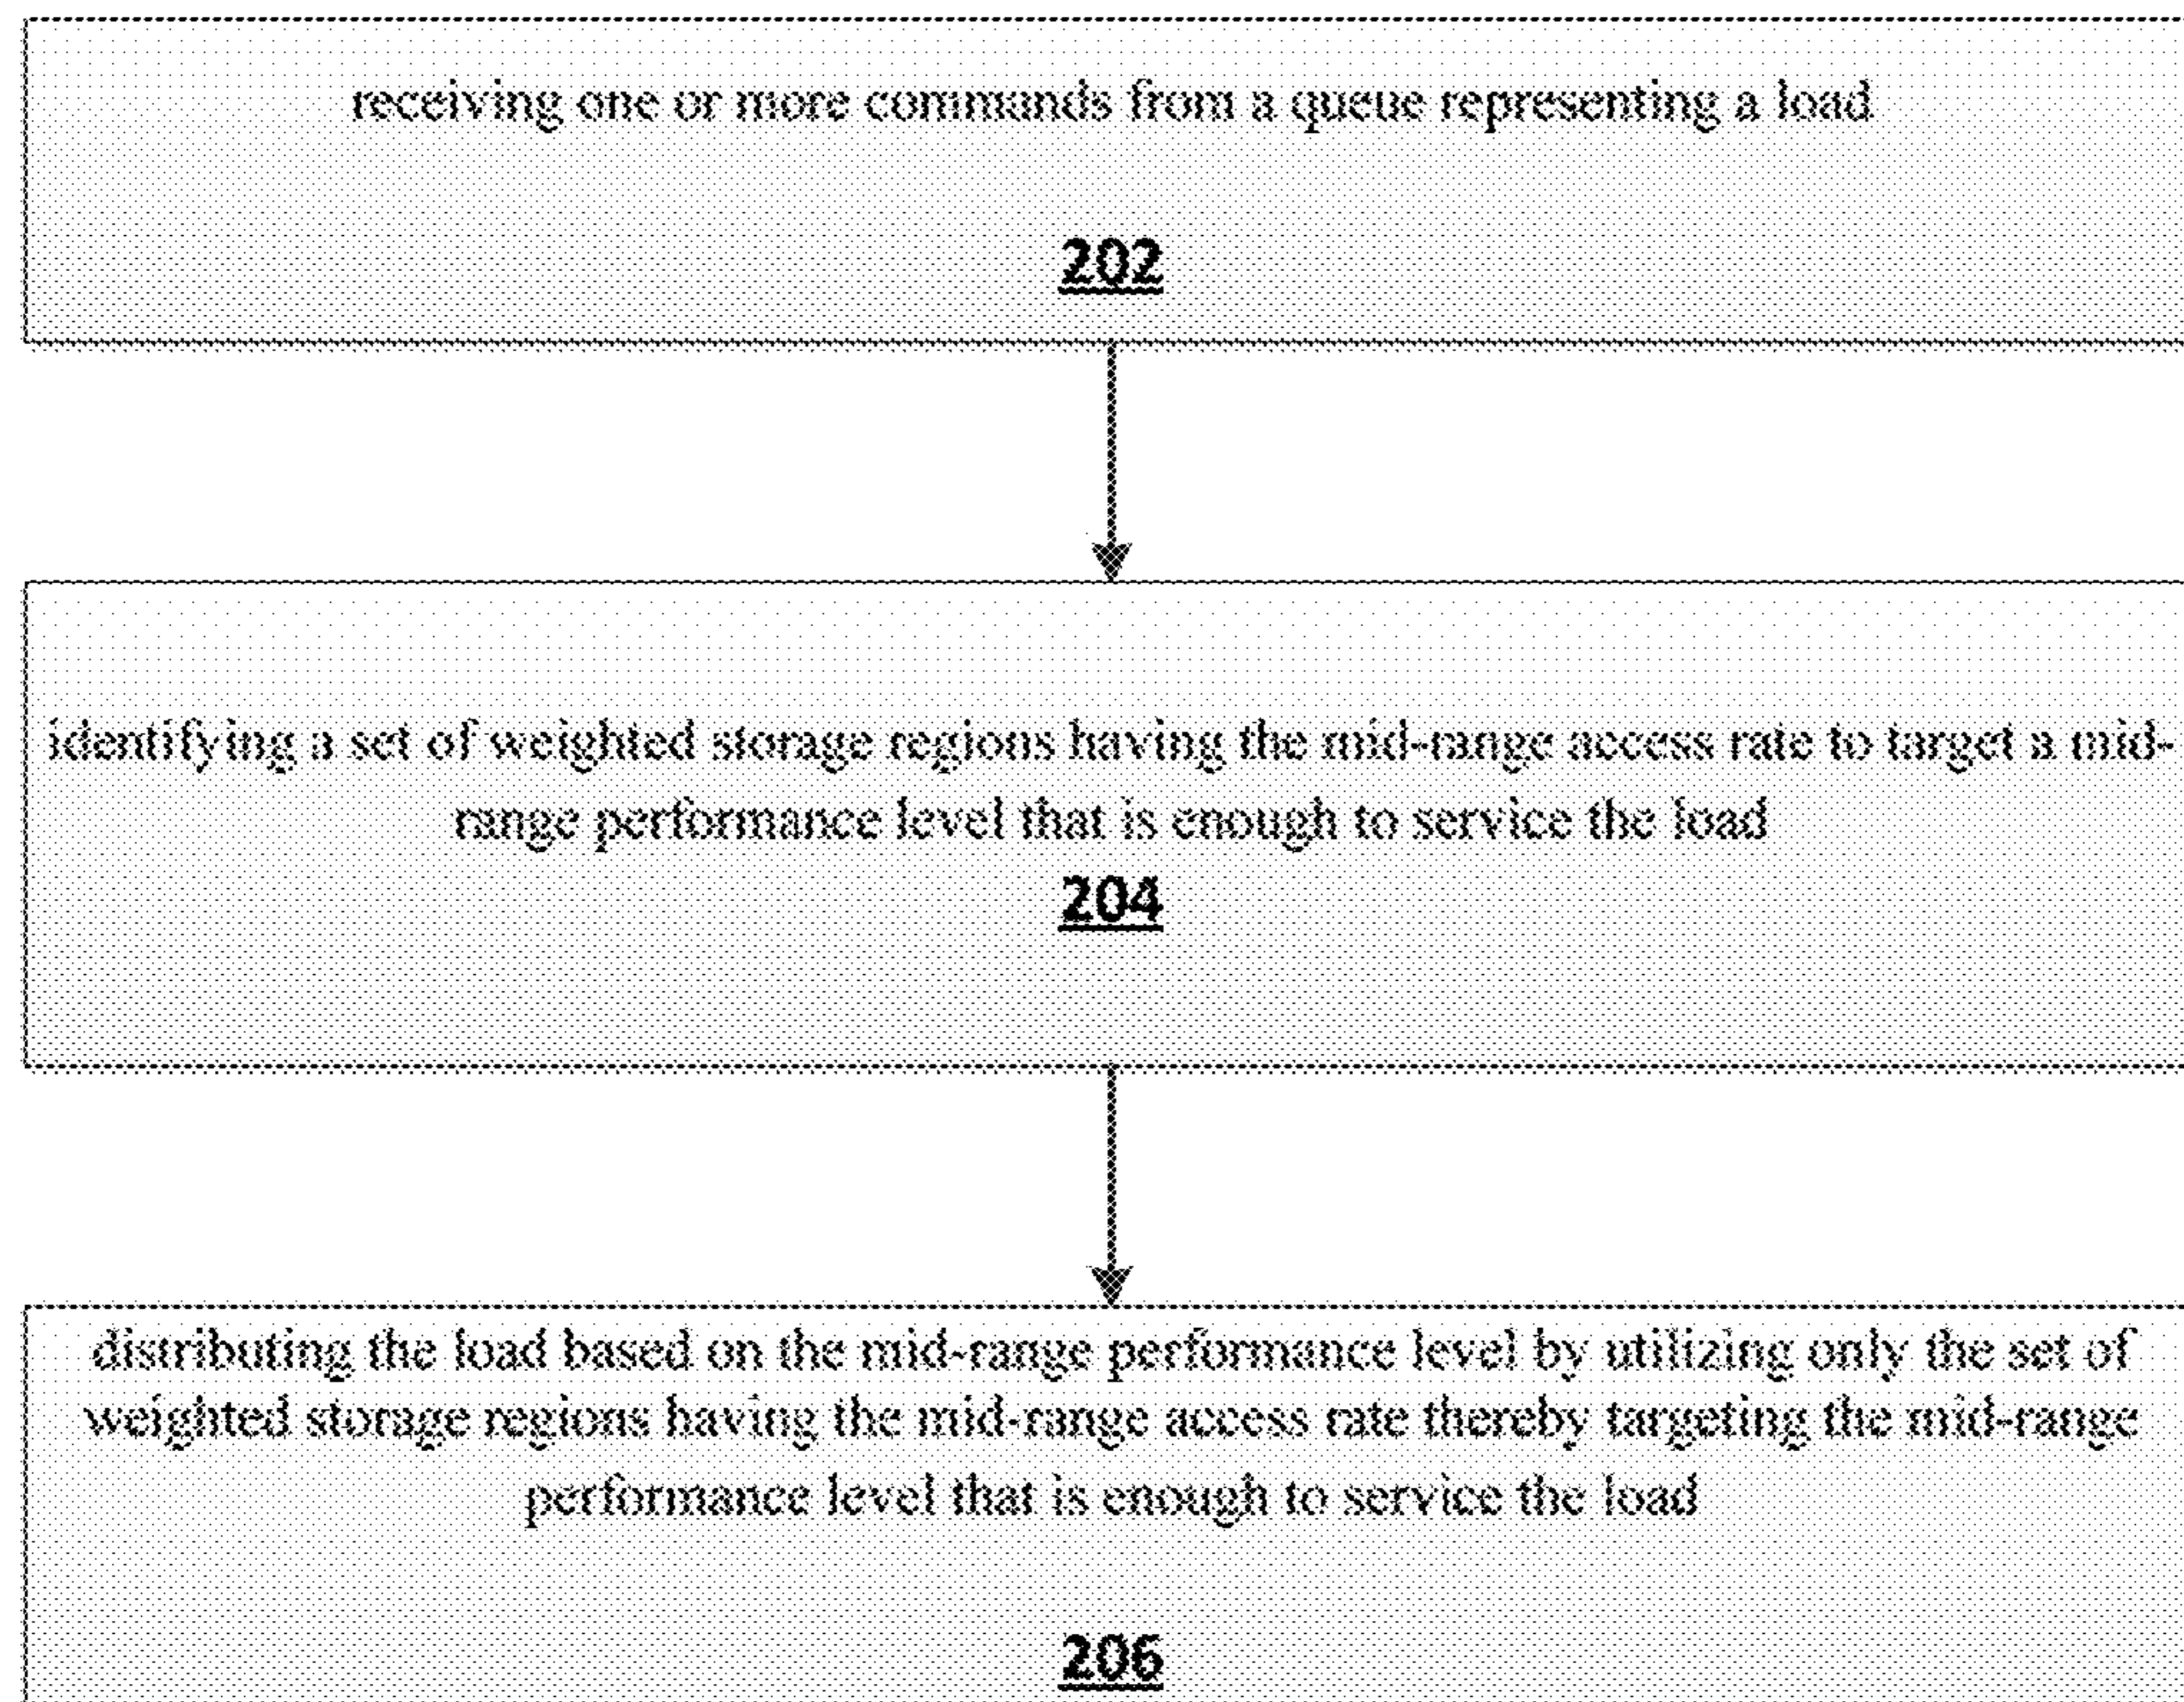 receiving one or more commands from a queue representing a load
202
identifying a set of weighted storage regions having the mid-range access rate to target a mid-
range performance level that is enough to service the load
204
distributing the load based on the mid-range performance level by utilizing only the set of
weighted storage regions having the mid-range access rate thereby targeting the mid-range
performance level that is enough to service the load
206